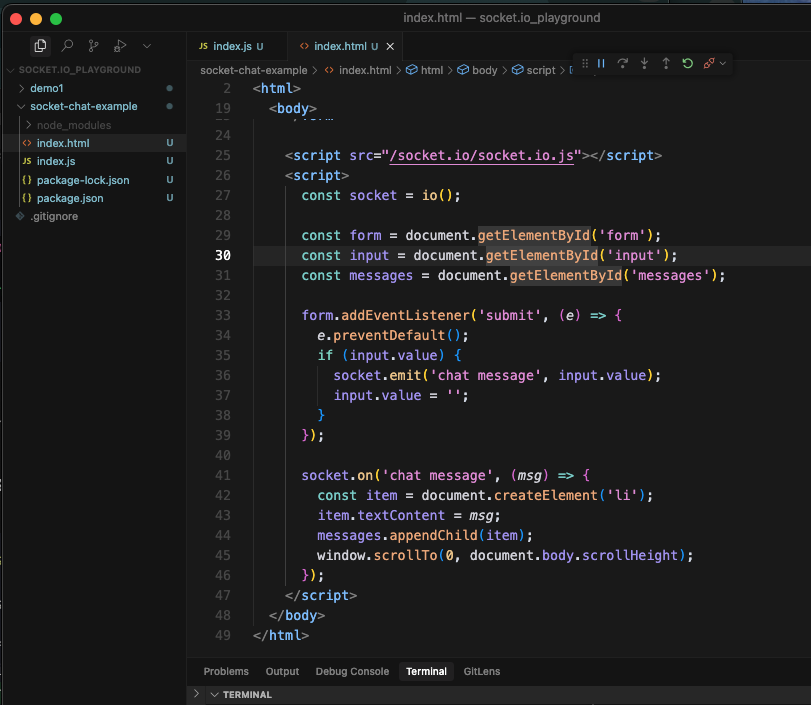 index.html — socket.io_playground
JS index.js U
<> index.html U
SOCKET.IO_PLAYGROUND
demo1
socket-chat-example
node_modules
<> index.html U
JS index.js U
{} package-lock.json U
{} package.json U
.gitignore
socket-chat-example > <> index.html > html > body > script >
2 <html>
19 <body>
24
25 <script src="/socket.io/socket.io.js"></script>
26 <script>
27 const socket = io();
28
29 const form = document.getElementById('form');
30 const input = document.getElementById('input');
31 const messages = document.getElementById('messages');
32
33 form.addEventListener('submit', (e) => {
34 e.preventDefault();
35 if (input.value) {
36 socket.emit('chat message', input.value);
37 input.value = '';
38 }
39 });
40
41 socket.on('chat message', (msg) => {
42 const item = document.createElement('li');
43 item.textContent = msg;
44 messages.appendChild(item);
45 window.scrollTo(0, document.body.scrollHeight);
46 });
47 </script>
48 </body>
49 </html>
Problems Output Debug Console Terminal GitLens
TERMINAL